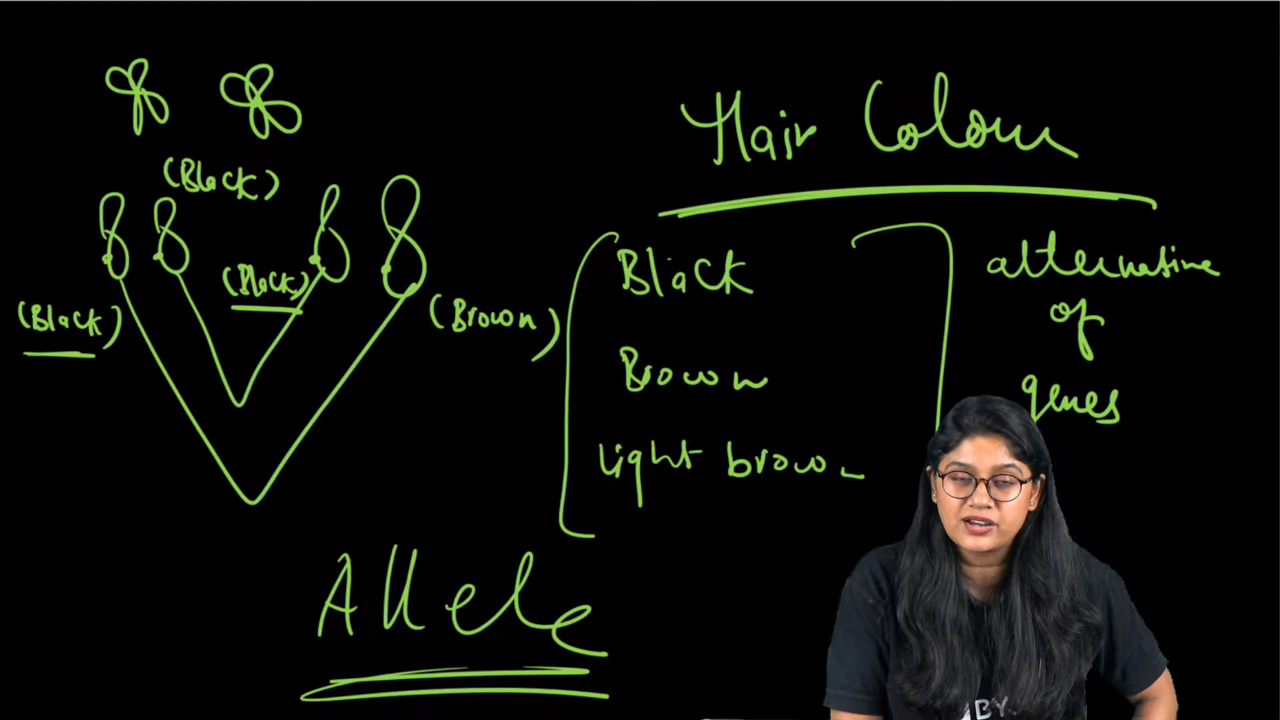 Hair Colour
(Black)
(Black)
(Black)
(Brown)
Black
Brown
light brown
alternative
of
genes
Allele